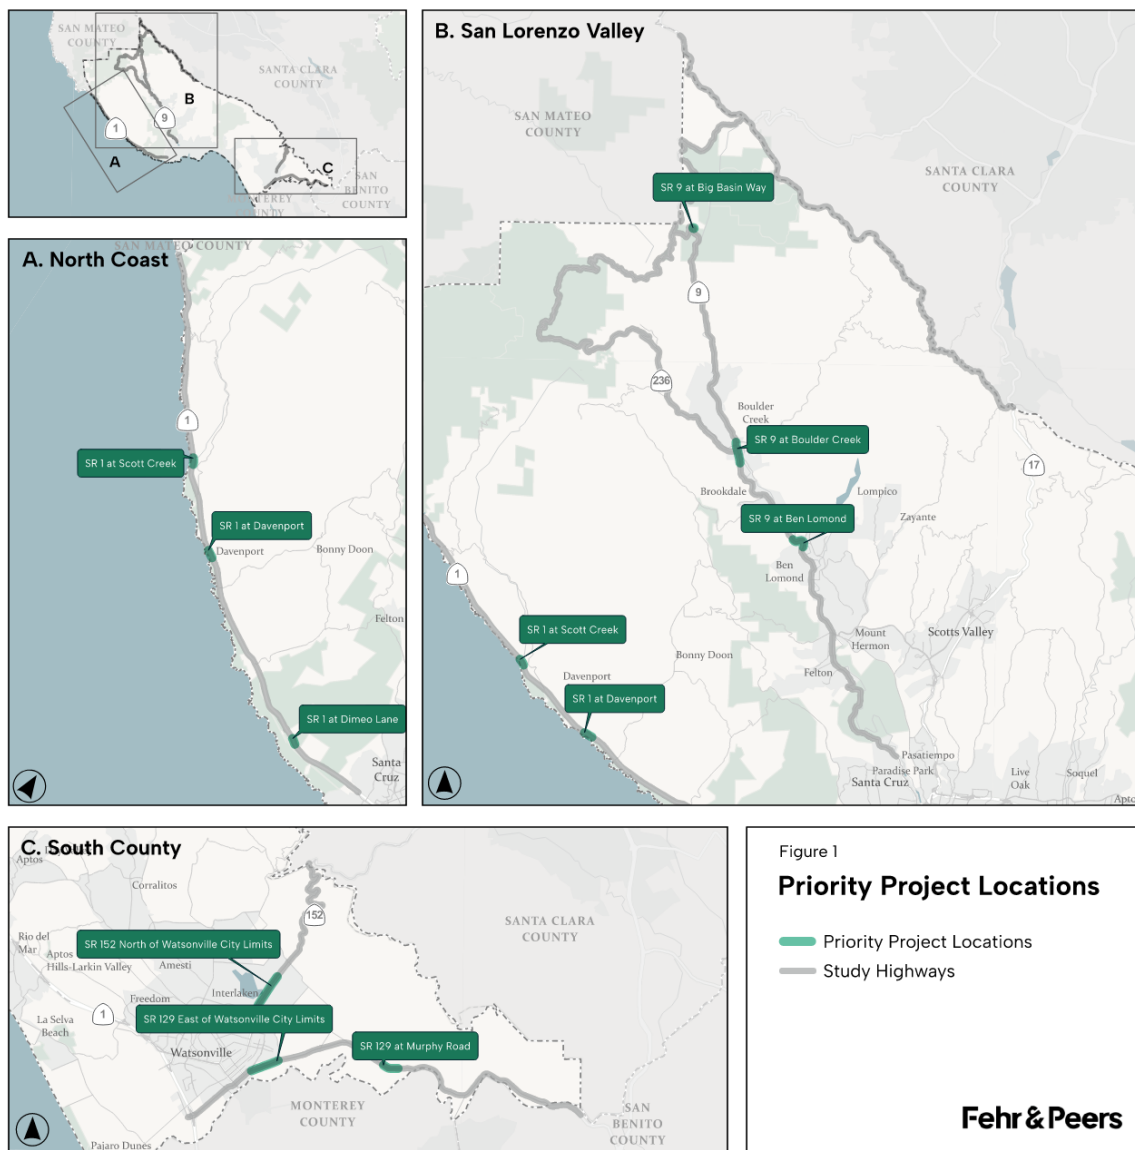 SAN MATEO
COUNTY
SANTA CLARA
COUNTY
B
9
1
A
C
SAN
BENITO
COUNTY
COUNTY
A. North Coast
SAN MATEO COUNTY
1
SR 1 at Scott Creek
SR 1 at Davenport
Davenport
Bonny Doon
Felton
SR 1 at Dimeo Lane
Santa
Cruz
B. San Lorenzo Valley
SAN MATEO
COUNTY
SANTA CLARA
COUNTY
SR 9 at Big Basin Way
9
236
Boulder
Creek
SR 9 at Boulder Creek
17
Brookdale
Lompico
SR 9 at Ben Lomond
Zayante
Ben
Lomond
1
SR 1 at Scott Creek
Mount
Hermon
Scotts Valley
Bonny Doon
Felton
Davenport
SR 1 at Davenport
Pasatiempo
Paradise Park
Santa Cruz
Live
Oak
Soquel
C. South County
Aptos
Corralitos
152
SANTA CLARA
COUNTY
Rio del
Mar
Aptos
Hills-Larkin Valley
SR 152 North of Watsonville City Limits
Amesti
Interlaken
Freedom
La Selva
Beach
1
SR 129 East of Watsonville City Limits
Watsonville
SR 129 at Murphy Road
MONTEREY
COUNTY
SAN
BENITO
COUNTY
Pajaro Dunes
Figure 1
Priority Project Locations
Priority Project Locations
Study Highways
Fehr & Peers